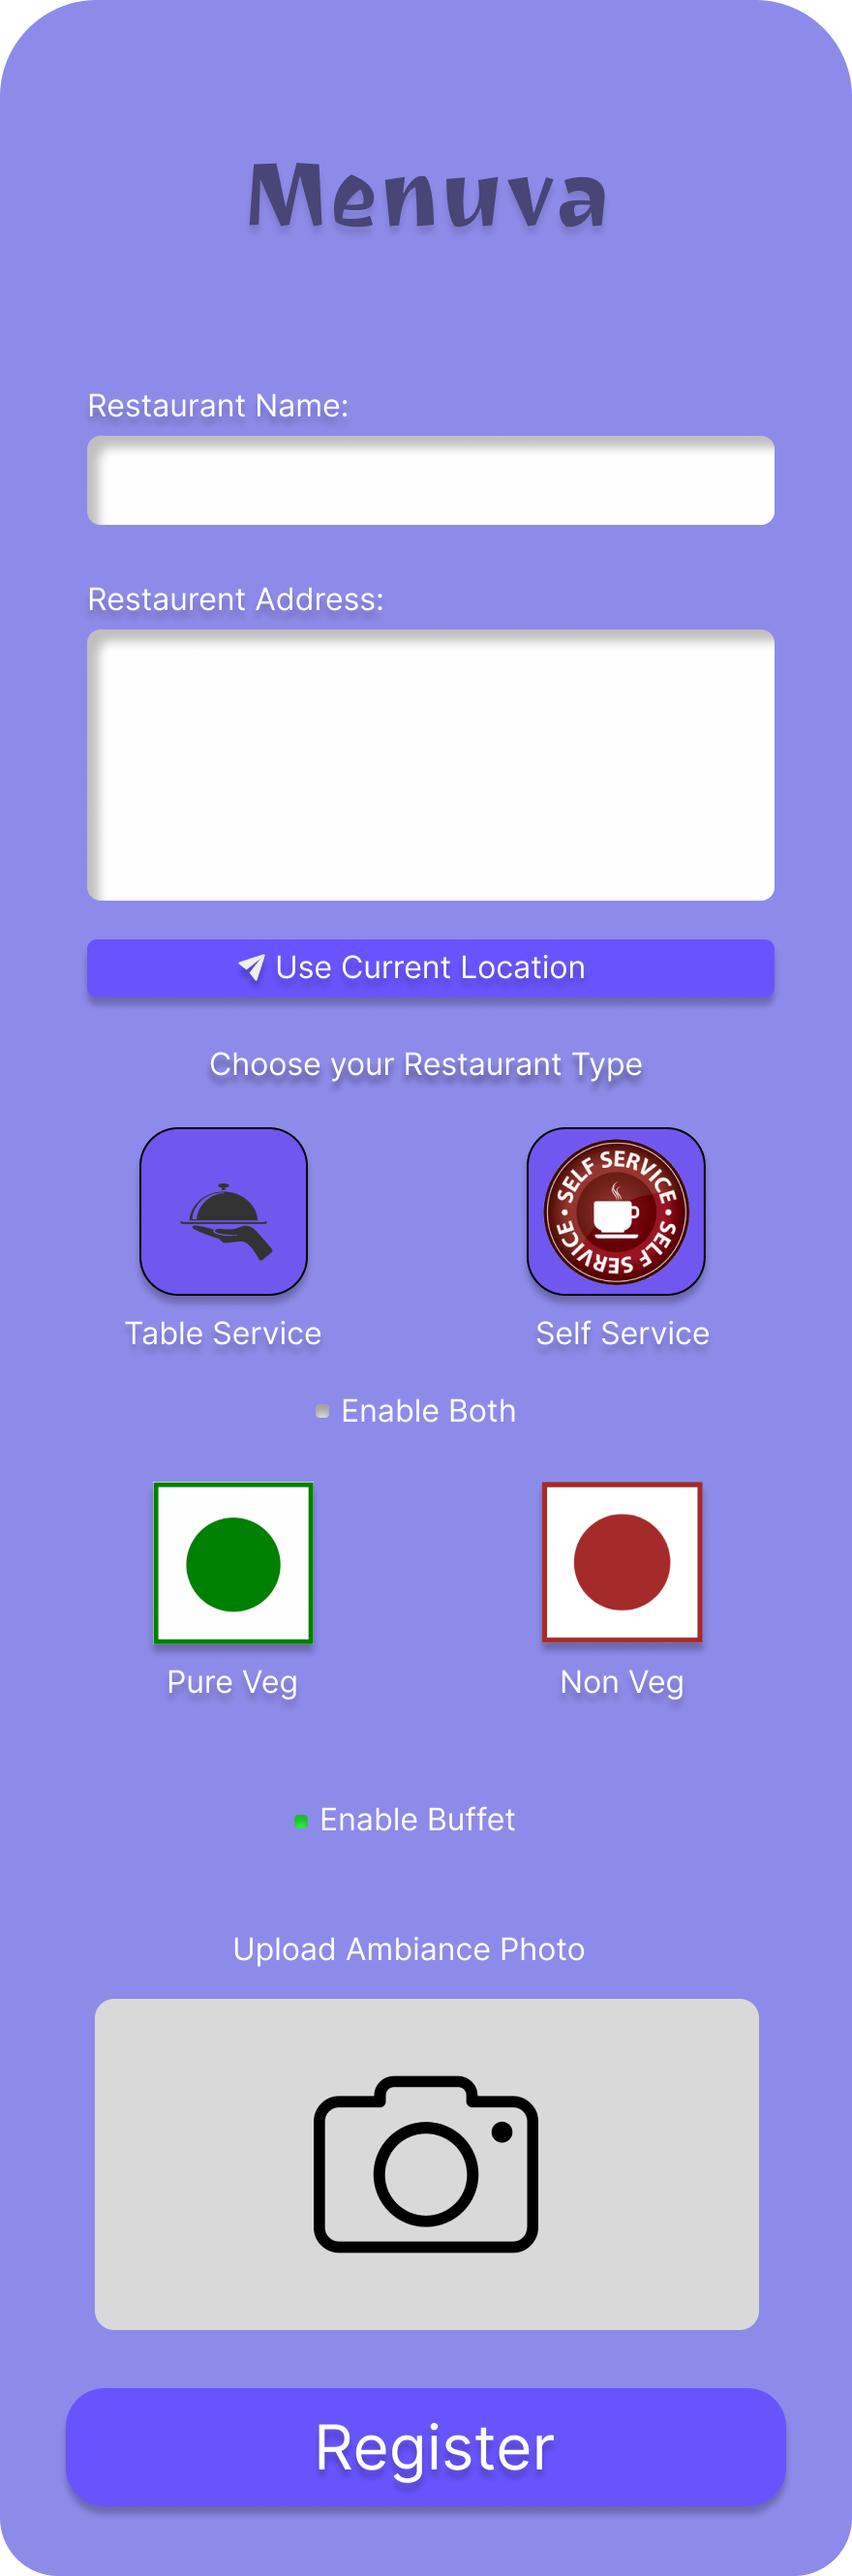 Menuva
Restaurant Name:
Restaurent Address:
Use Current Location
Choose your Restaurant Type
SELF SERVICE • SELF SERVICE •
Table Service
Self Service
Enable Both
Pure Veg
Non Veg
Enable Buffet
Upload Ambiance Photo
Register